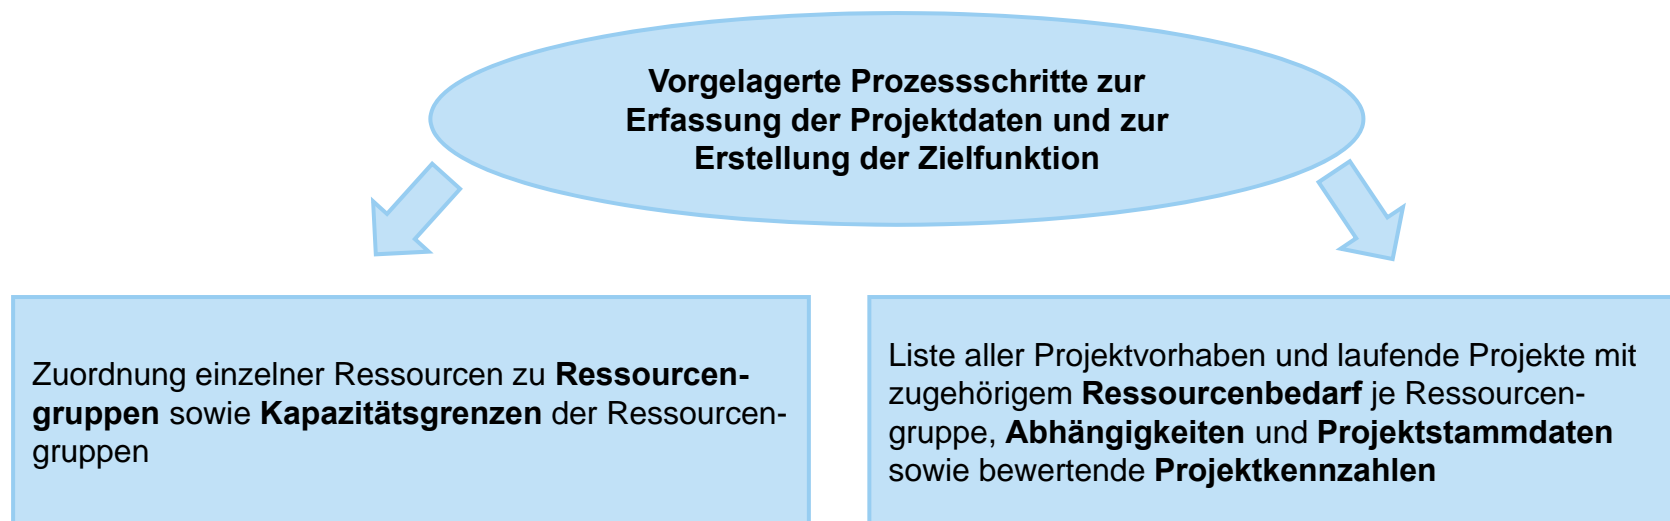 Vorgelagerte Prozessschritte zur
Erfassung der Projektdaten und zur
Erstellung der Zielfunktion
Zuordnung einzelner Ressourcen zu Ressourcen-
gruppen sowie Kapazitätsgrenzen der Ressourcen-
gruppen
Liste aller Projektvorhaben und laufende Projekte mit
zugehörigem Ressourcenbedarf je Ressourcen-
gruppe, Abhängigkeiten und Projektstammdaten
sowie bewertende Projektkennzahlen